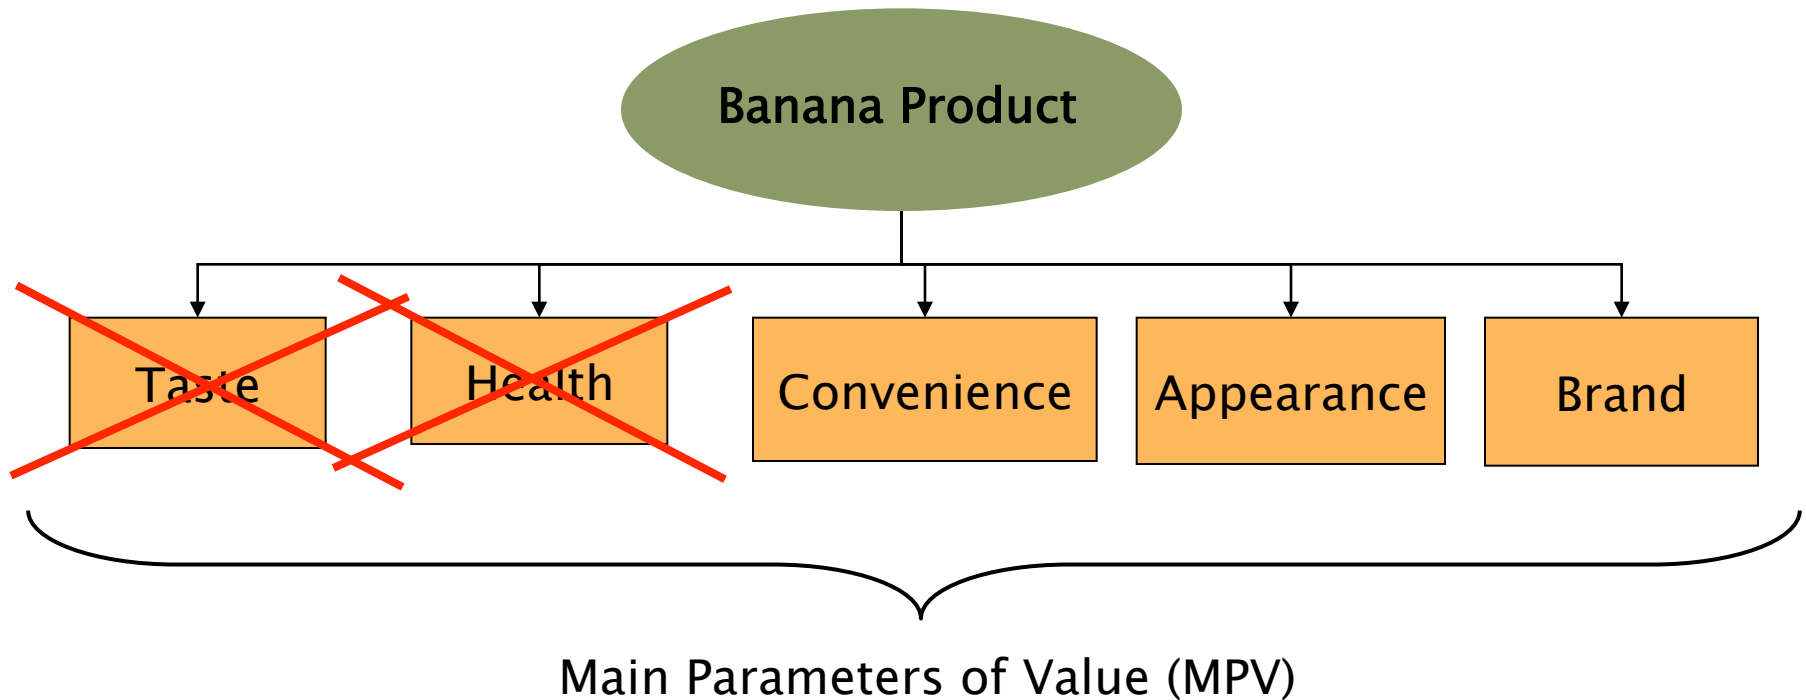 Banana Product
Taste
Health
Convenience
Appearance
Brand
Main Parameters of Value (MPV)